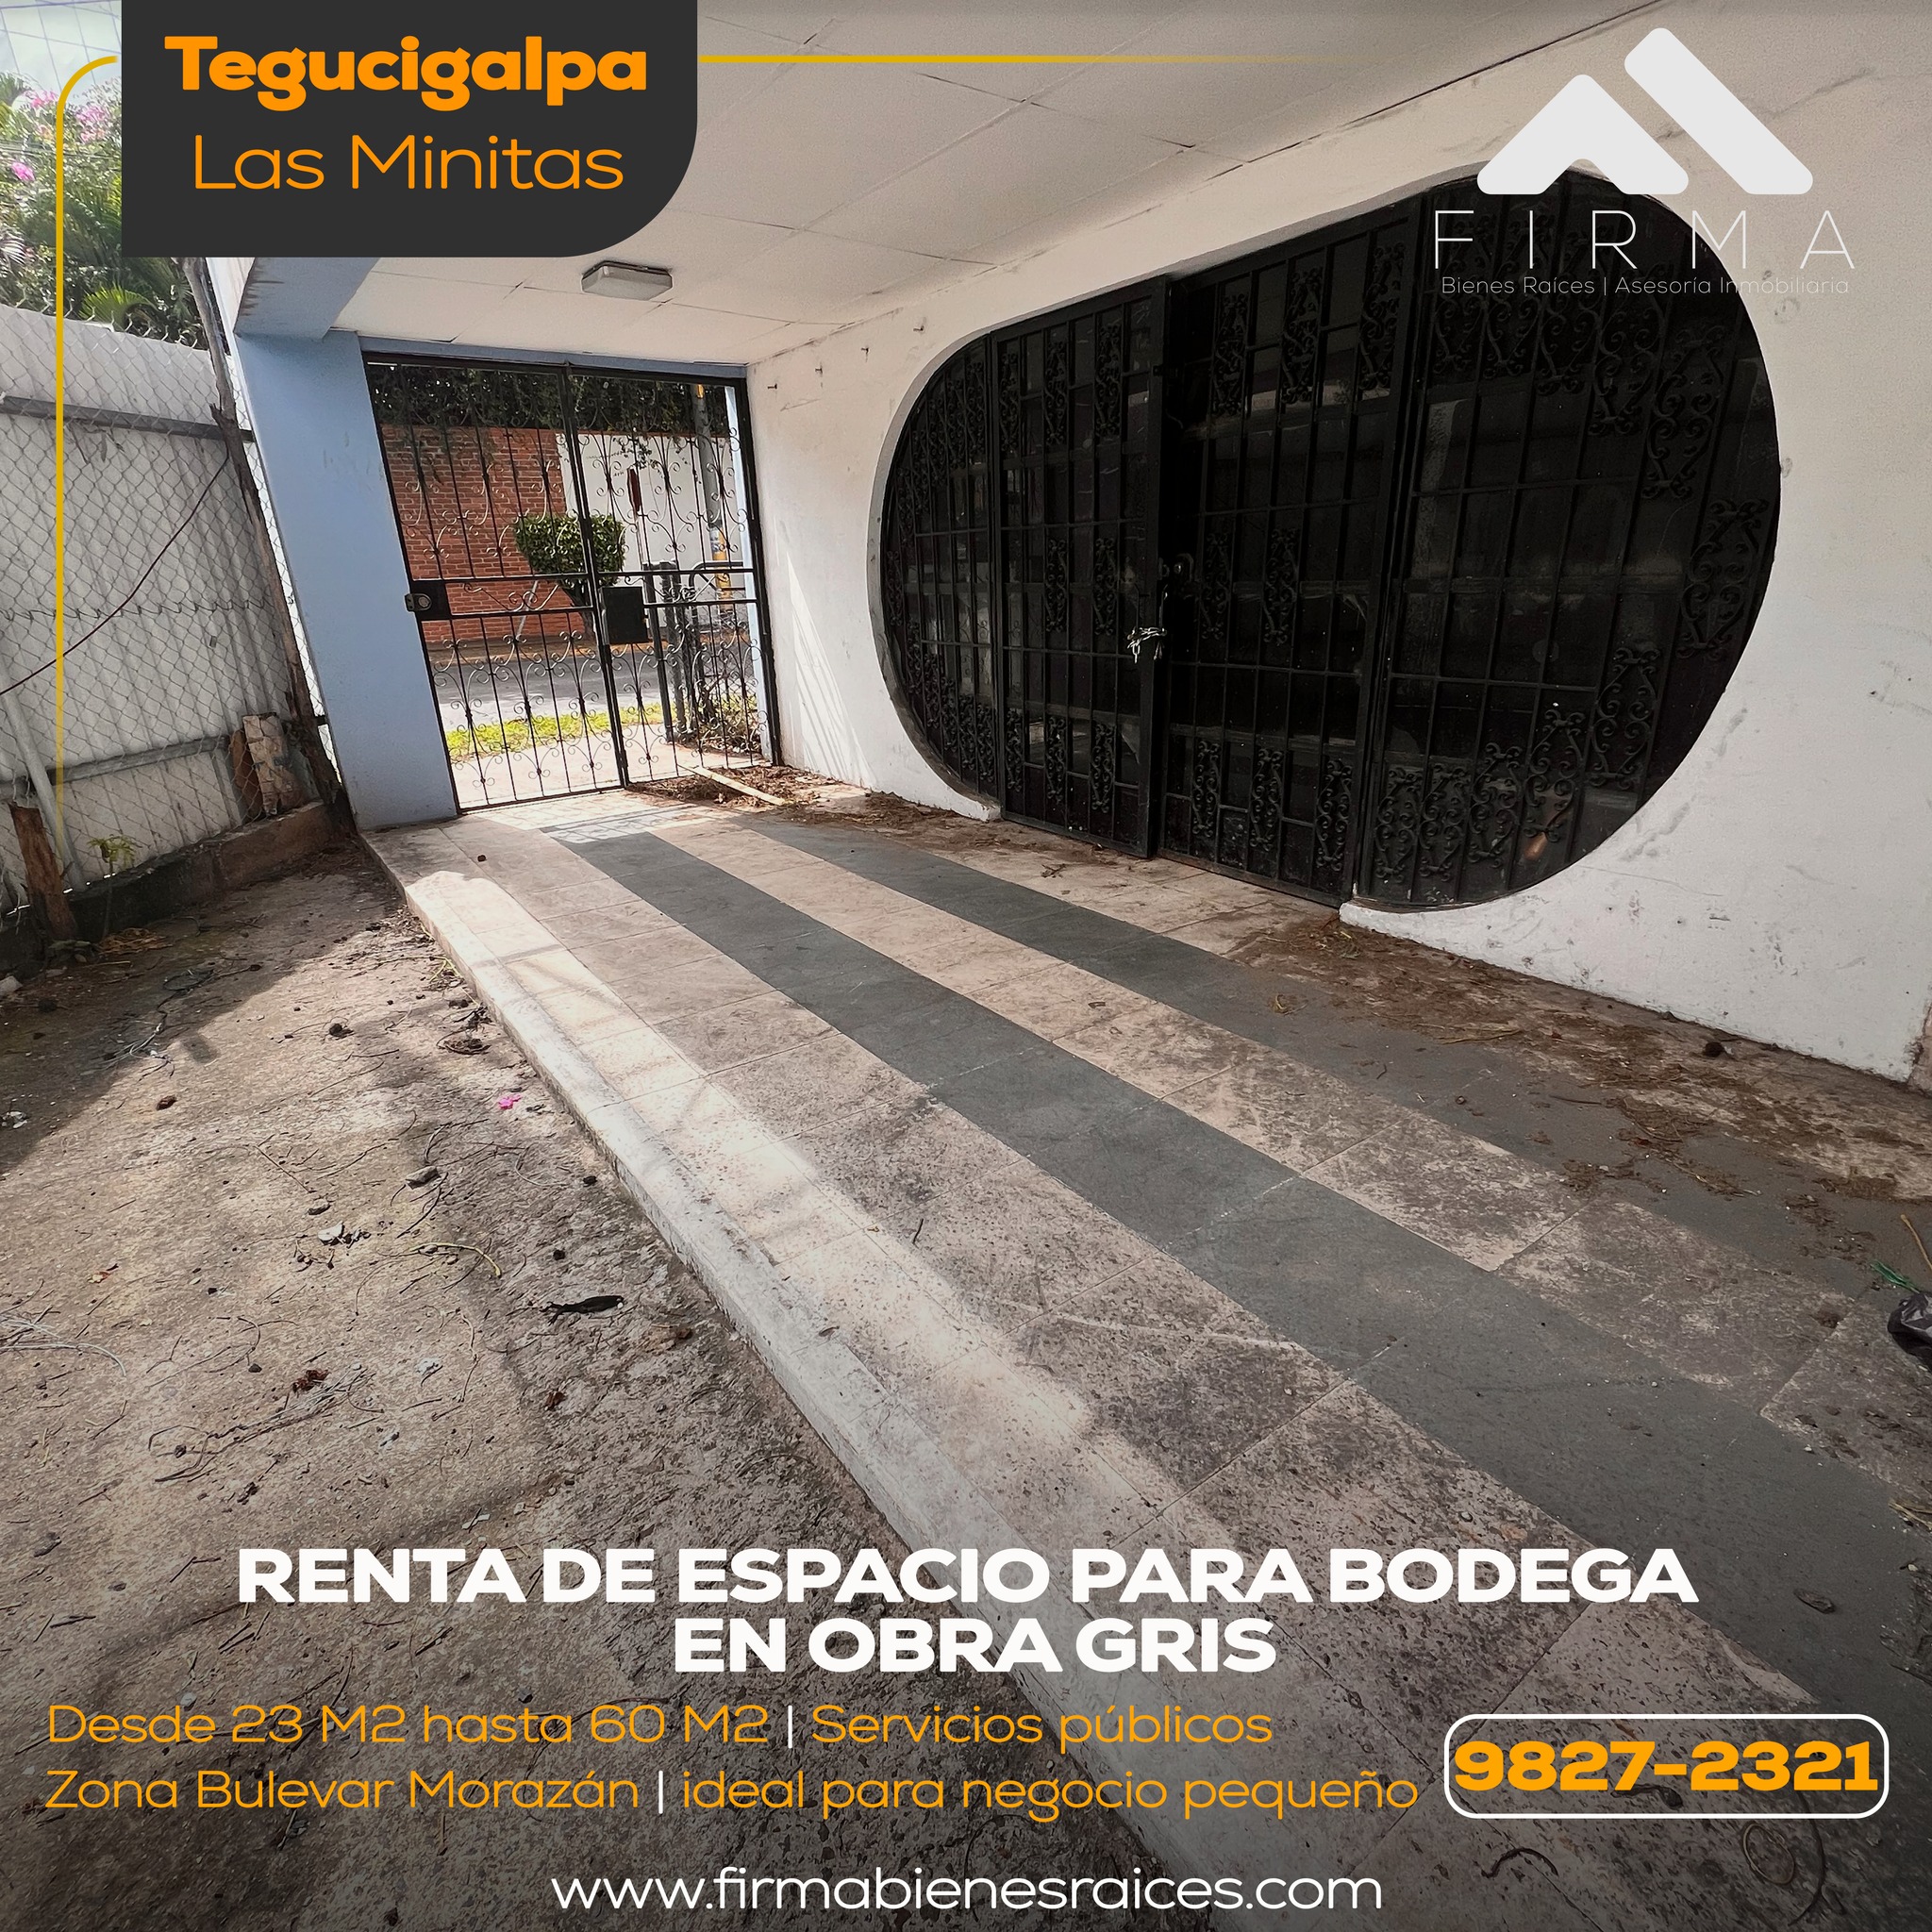 Tegucigalpa
Las Minitas
FIRMA
Bienes Raíces | Asesoría Inmobiliaria
RENTA DE ESPACIO PARA BODEGA
EN OBRA GRIS
Desde 23 M2 hasta 60 M2 | Servicios públicos
Zona Bulevar Morazán | ideal para negocio pequeño
9827-2321
www.firmabienesraices.com